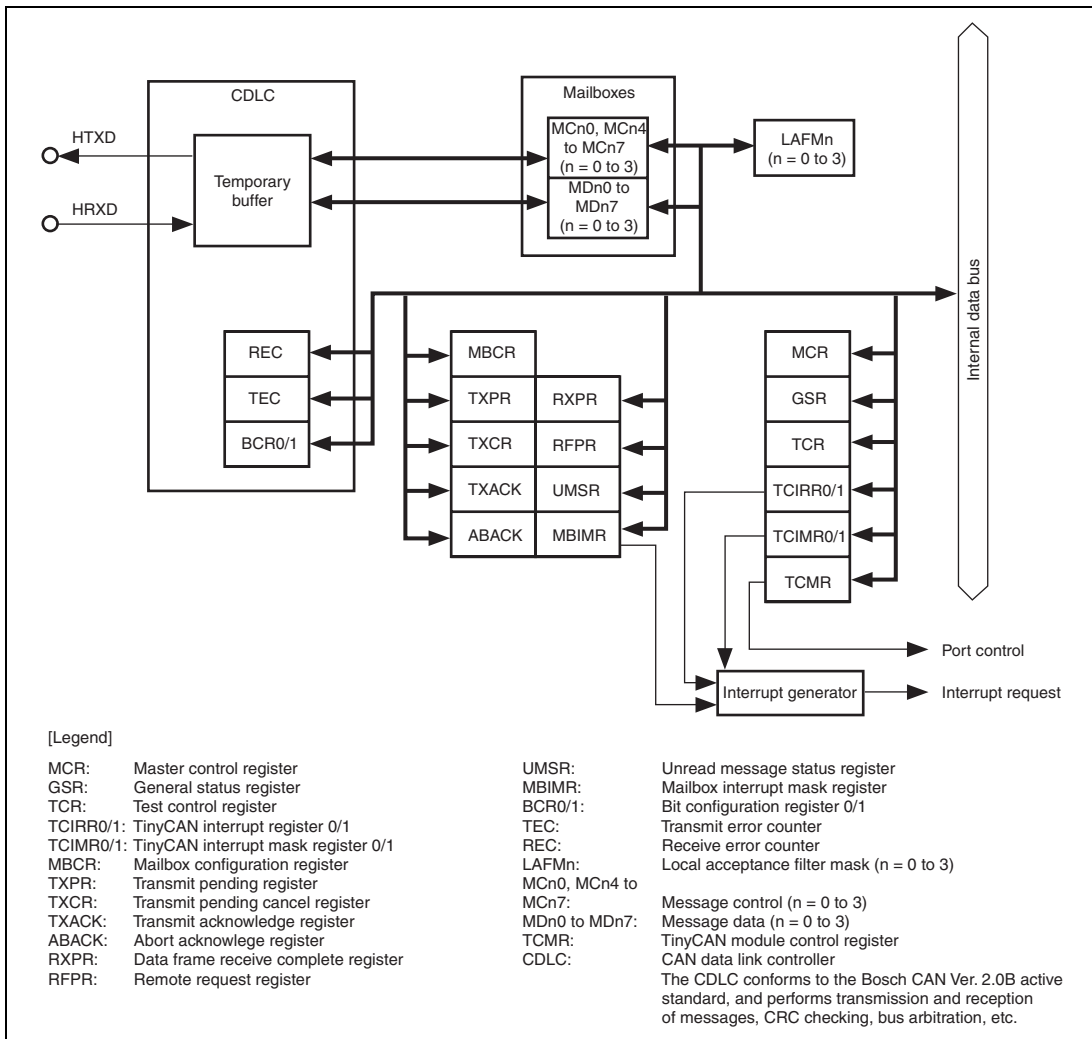 CDLC
Mailboxes
HTXD
HRXD
Temporary
buffer
MCn0, MCn4
to MCn7
(n = 0 to 3)
MDn0 to
MDn7
(n = 0 to 3)
LAFMn
(n = 0 to 3)
Internal data bus
REC
TEC
BCR0/1
MBCR
TXPR
TXCR
TXACK
ABACK
RXPR
RFPR
UMSR
MBIMR
MCR
GSR
TCR
TCIRR0/1
TCIMR0/1
TCMR
Port control
Interrupt generator
Interrupt request
[Legend]
MCR: Master control register
GSR: General status register
TCR: Test control register
TCIRR0/1: TinyCAN interrupt register 0/1
TCIMR0/1: TinyCAN interrupt mask register 0/1
MBCR: Mailbox configuration register
TXPR: Transmit pending register
TXCR: Transmit pending cancel register
TXACK: Transmit acknowledge register
ABACK: Abort acknowlege register
RXPR: Data frame receive complete register
RFPR: Remote request register
UMSR: Unread message status register
MBIMR: Mailbox interrupt mask register
BCR0/1: Bit configuration register 0/1
TEC: Transmit error counter
REC: Receive error counter
LAFMn: Local acceptance filter mask (n = 0 to 3)
MCn0, MCn4 to
MCn7: Message control (n = 0 to 3)
MDn0 to MDn7: Message data (n = 0 to 3)
TCMR: TinyCAN module control register
CDLC: CAN data link controller
The CDLC conforms to the Bosch CAN Ver. 2.0B active
standard, and performs transmission and reception
of messages, CRC checking, bus arbitration, etc.